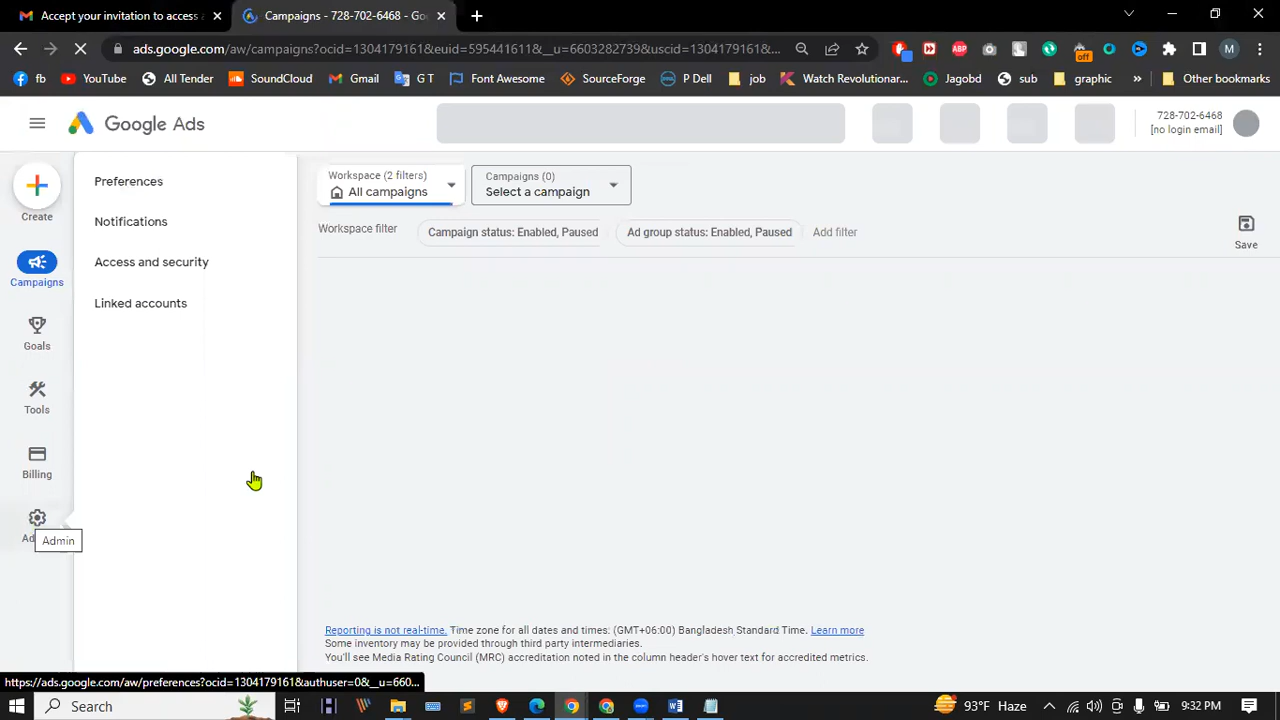 Accept your invitation to access a
Campaigns - 728-702-6468 - Goo
ads.google.com/aw/campaigns?ocid=1304179161&euid=595441611&__u=6603282739&uscid=1304179161&...
fb
YouTube
All Tender
SoundCloud
Gmail
G T
Font Awesome
SourceForge
P Dell
job
Watch Revolutionar...
Jagobd
sub
graphic
Other bookmarks
off
M
ABP
Google Ads
728-702-6468
[no login email]
Create
Campaigns
Goals
Tools
Billing
Admin
Preferences
Notifications
Access and security
Linked accounts
Workspace (2 filters)
All campaigns
Campaigns (0)
Select a campaign
Workspace filter
Campaign status: Enabled, Paused
Ad group status: Enabled, Paused
Add filter
Save
Reporting is not real-time. Time zone for all dates and times: (GMT+06:00) Bangladesh Standard Time. Learn more
Some inventory may be provided through third party intermediaries.
You'll see Media Rating Council (MRC) accreditation noted in the column header's hover text for accredited metrics.
https://ads.google.com/aw/preferences?ocid=1304179161&authuser=0&__u=660...
Search
93°F Haze
9:32 PM